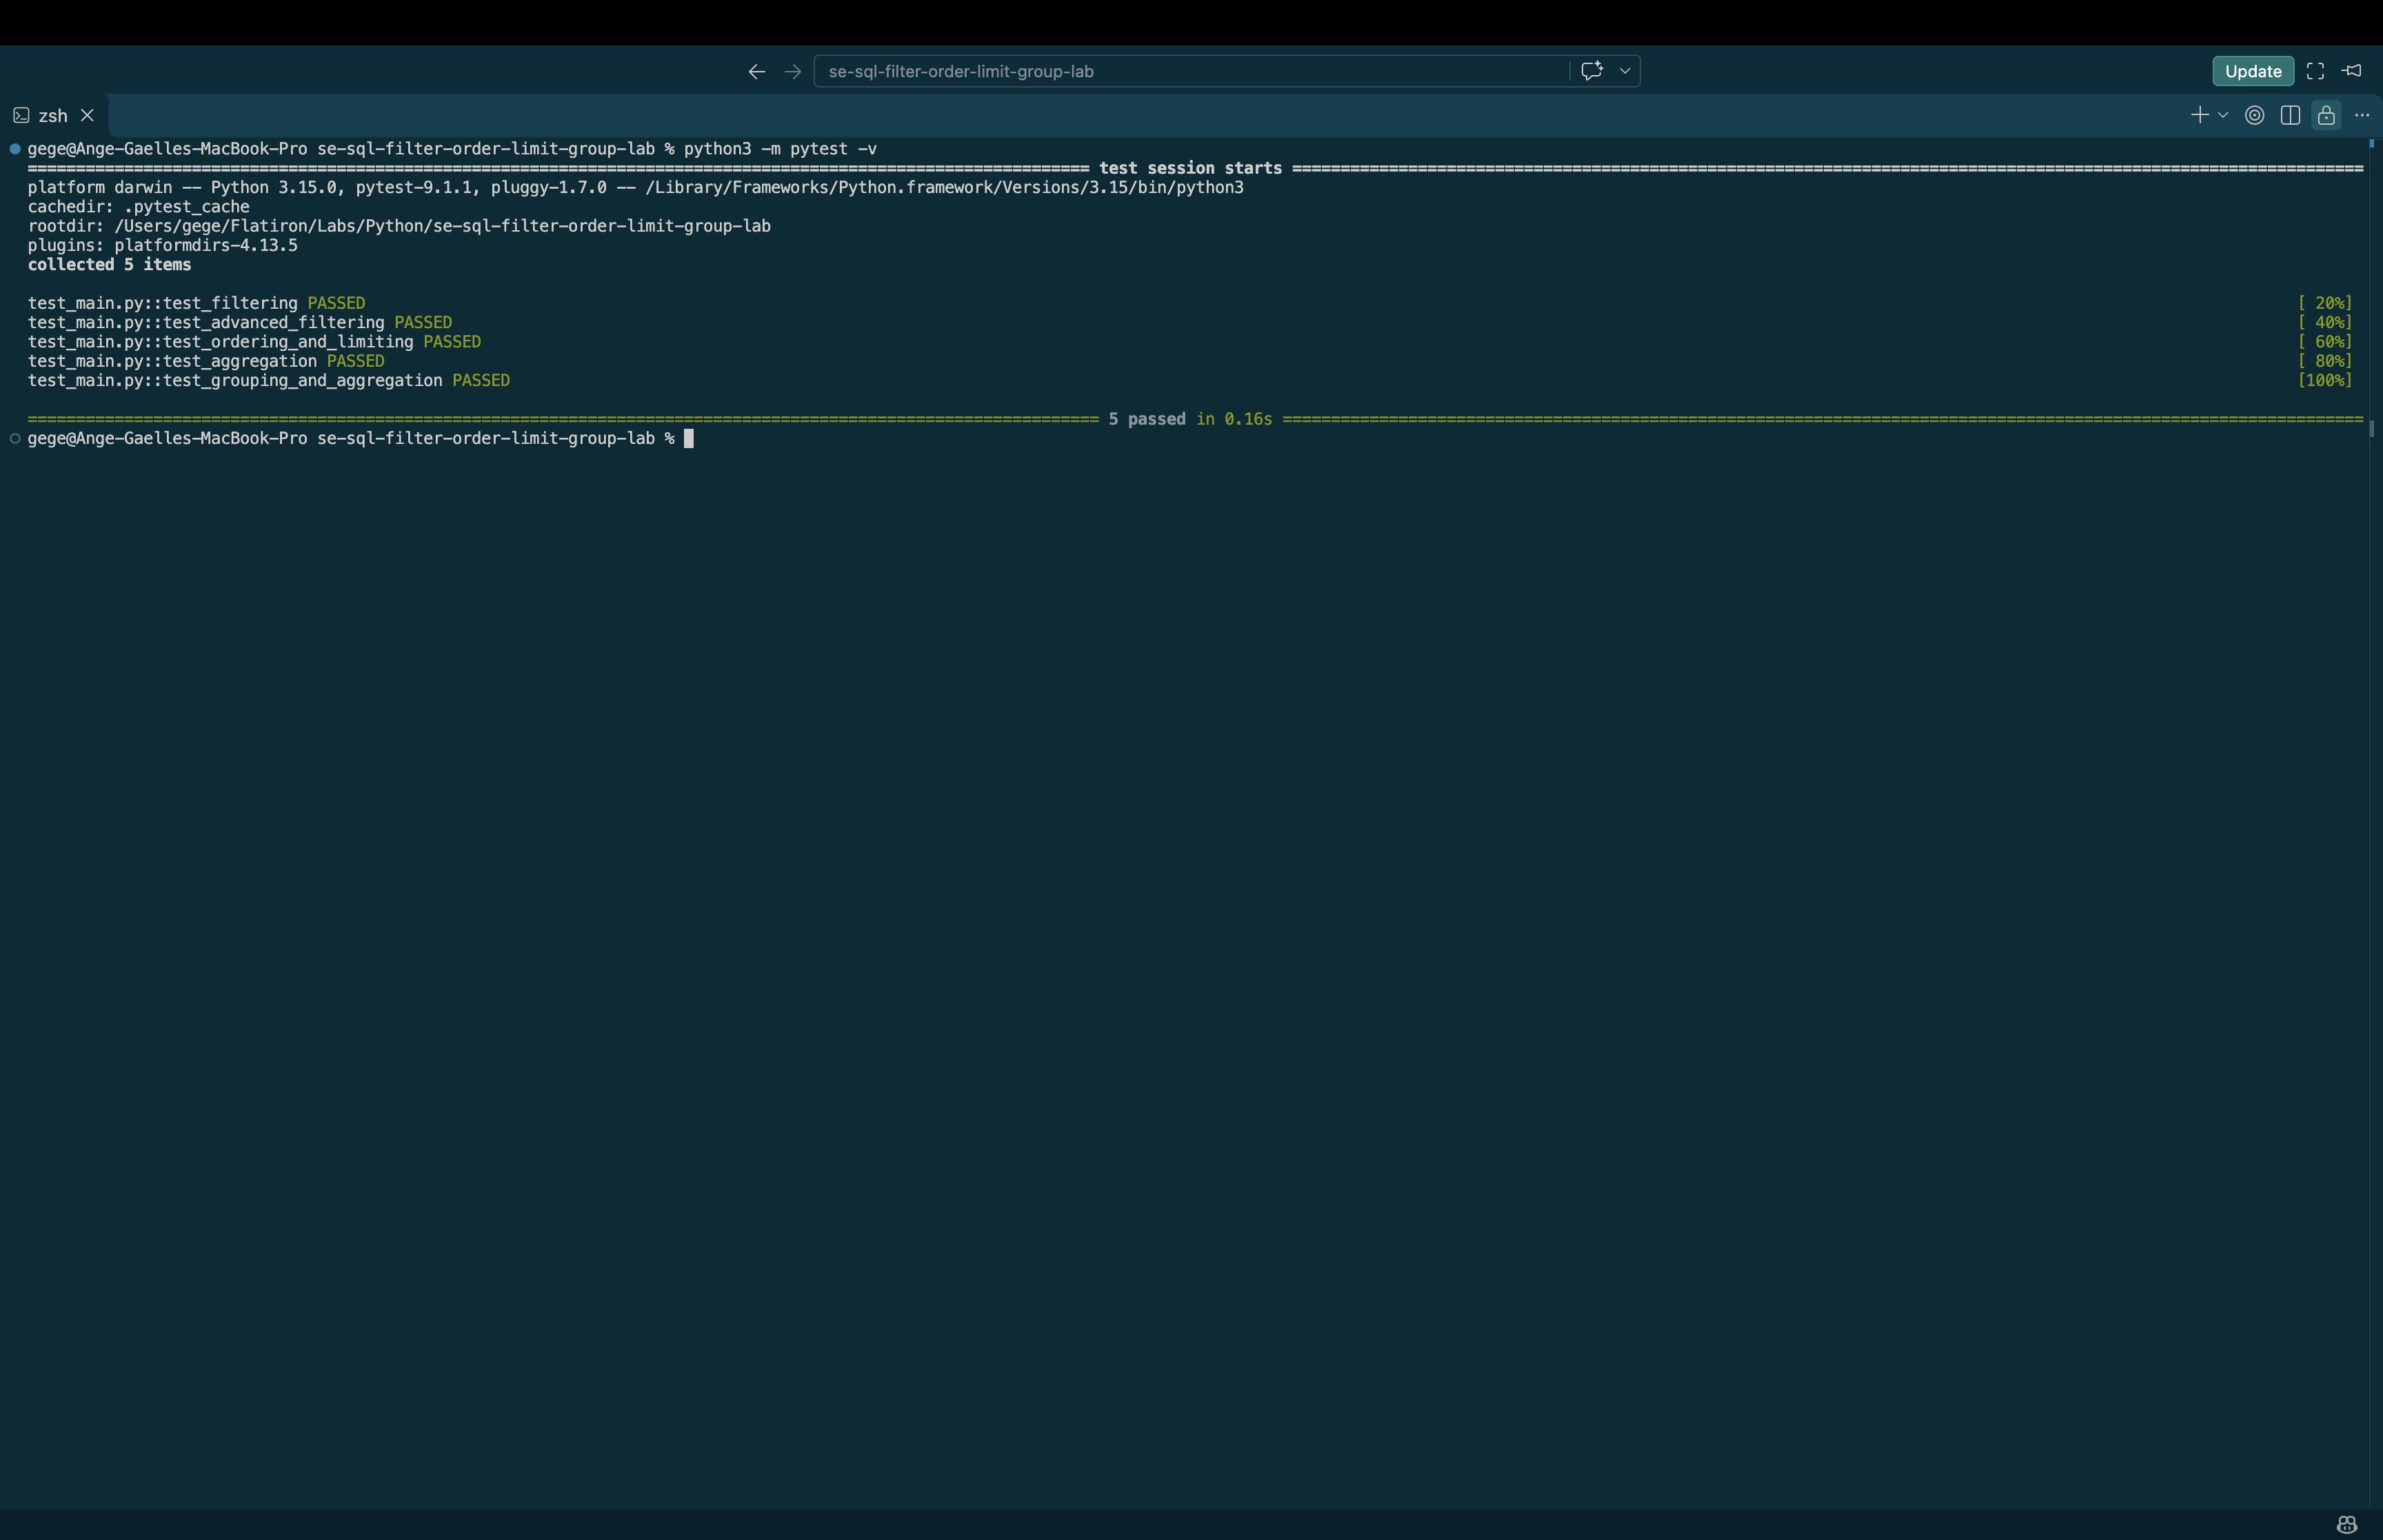 se-sql-filter-order-limit-group-lab
Update
zsh
gege@Ange-Gaelles-MacBook-Pro se-sql-filter-order-limit-group-lab % python3 -m pytest -v
test session starts
platform darwin -- Python 3.15.0, pytest-9.1.1, pluggy-1.7.0 -- /Library/Frameworks/Python.framework/Versions/3.15/bin/python3
cachedir: .pytest_cache
rootdir: /Users/gege/Flatiron/Labs/Python/se-sql-filter-order-limit-group-lab
plugins: platformdirs-4.13.5
collected 5 items
test_main.py::test_filtering PASSED [ 20%]
test_main.py::test_advanced_filtering PASSED [ 40%]
test_main.py::test_ordering_and_limiting PASSED [ 60%]
test_main.py::test_aggregation PASSED [ 80%]
test_main.py::test_grouping_and_aggregation PASSED [100%]
5 passed in 0.16s
gege@Ange-Gaelles-MacBook-Pro se-sql-filter-order-limit-group-lab %